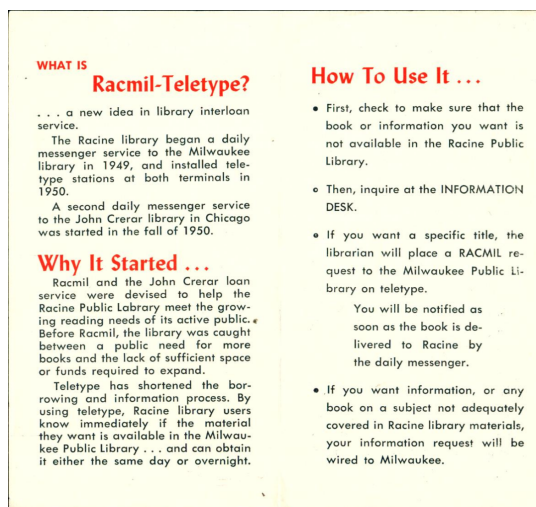 WHAT IS
Racmil-Teletype?
. . . a new idea in library interloan
service.
The Racine library began a daily
messenger service to the Milwaukee
library in 1949, and installed tele-
type stations at both terminals in
1950.
A second daily messenger service
to the John Crerar library in Chicago
was started in the fall of 1950.
Why It Started ...
Racmil and the John Crerar loan
service were devised to help the
Racine Public Labrary meet the grow-
ing reading needs of its active public.
Before Racmil, the library was caught
between a public need for more
books and the lack of sufficient space
or funds required to expand.
Teletype has shortened the bor-
rowing and information process. By
using teletype, Racine library users
know immediately if the material
they want is available in the Milwau-
kee Public Library . . . and can obtain
it either the same day or overnight.
How To Use It ...
• First, check to make sure that the
book or information you want is
not available in the Racine Public
Library.
• Then, inquire at the INFORMATION
DESK.
• If you want a specific title, the
librarian will place a RACMIL re-
quest to the Milwaukee Public Li-
brary on teletype.
You will be notified as
soon as the book is de-
livered to Racine by
the daily messenger.
• If you want information, or any
book on a subject not adequately
covered in Racine library materials,
your information request will be
wired to Milwaukee.